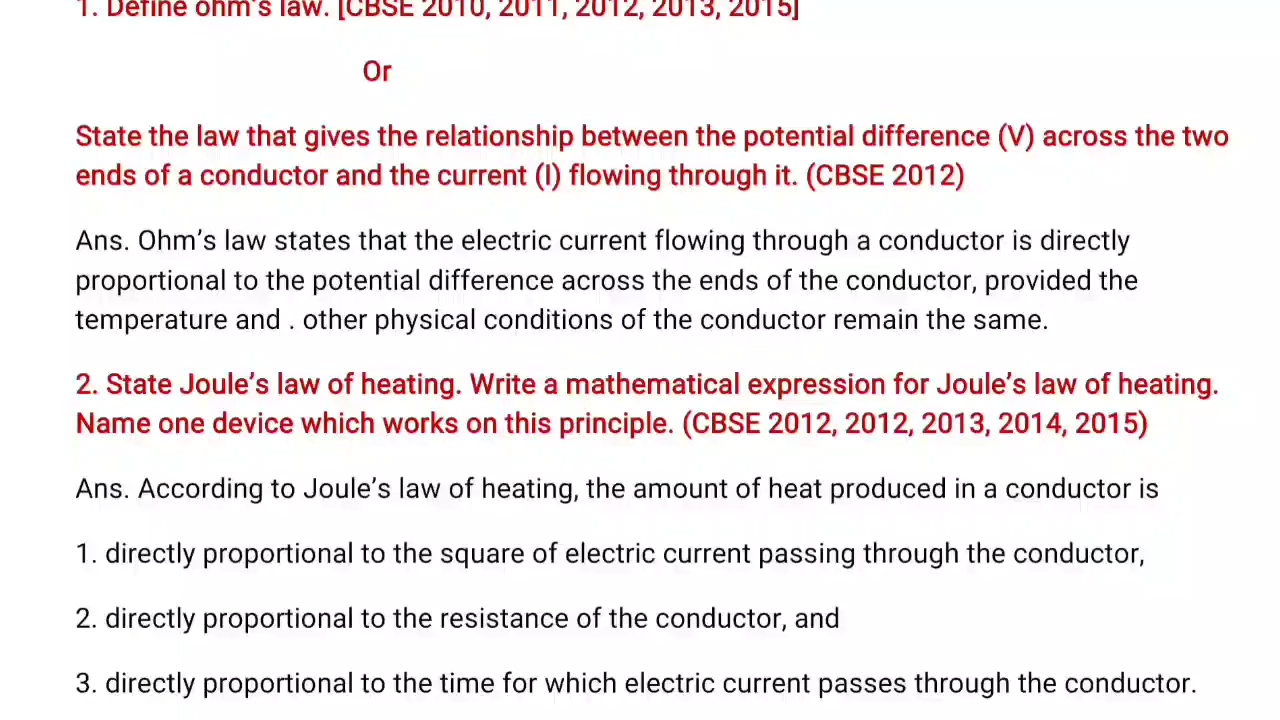 1. Define ohm’s law. [CBSE 2010, 2011, 2012, 2013, 2015]
Or
State the law that gives the relationship between the potential difference (V) across the two
ends of a conductor and the current (I) flowing through it. (CBSE 2012)
Ans. Ohm’s law states that the electric current flowing through a conductor is directly
proportional to the potential difference across the ends of the conductor, provided the
temperature and . other physical conditions of the conductor remain the same.
2. State Joule’s law of heating. Write a mathematical expression for Joule’s law of heating.
Name one device which works on this principle. (CBSE 2012, 2012, 2013, 2014, 2015)
Ans. According to Joule’s law of heating, the amount of heat produced in a conductor is
1. directly proportional to the square of electric current passing through the conductor,
2. directly proportional to the resistance of the conductor, and
3. directly proportional to the time for which electric current passes through the conductor.